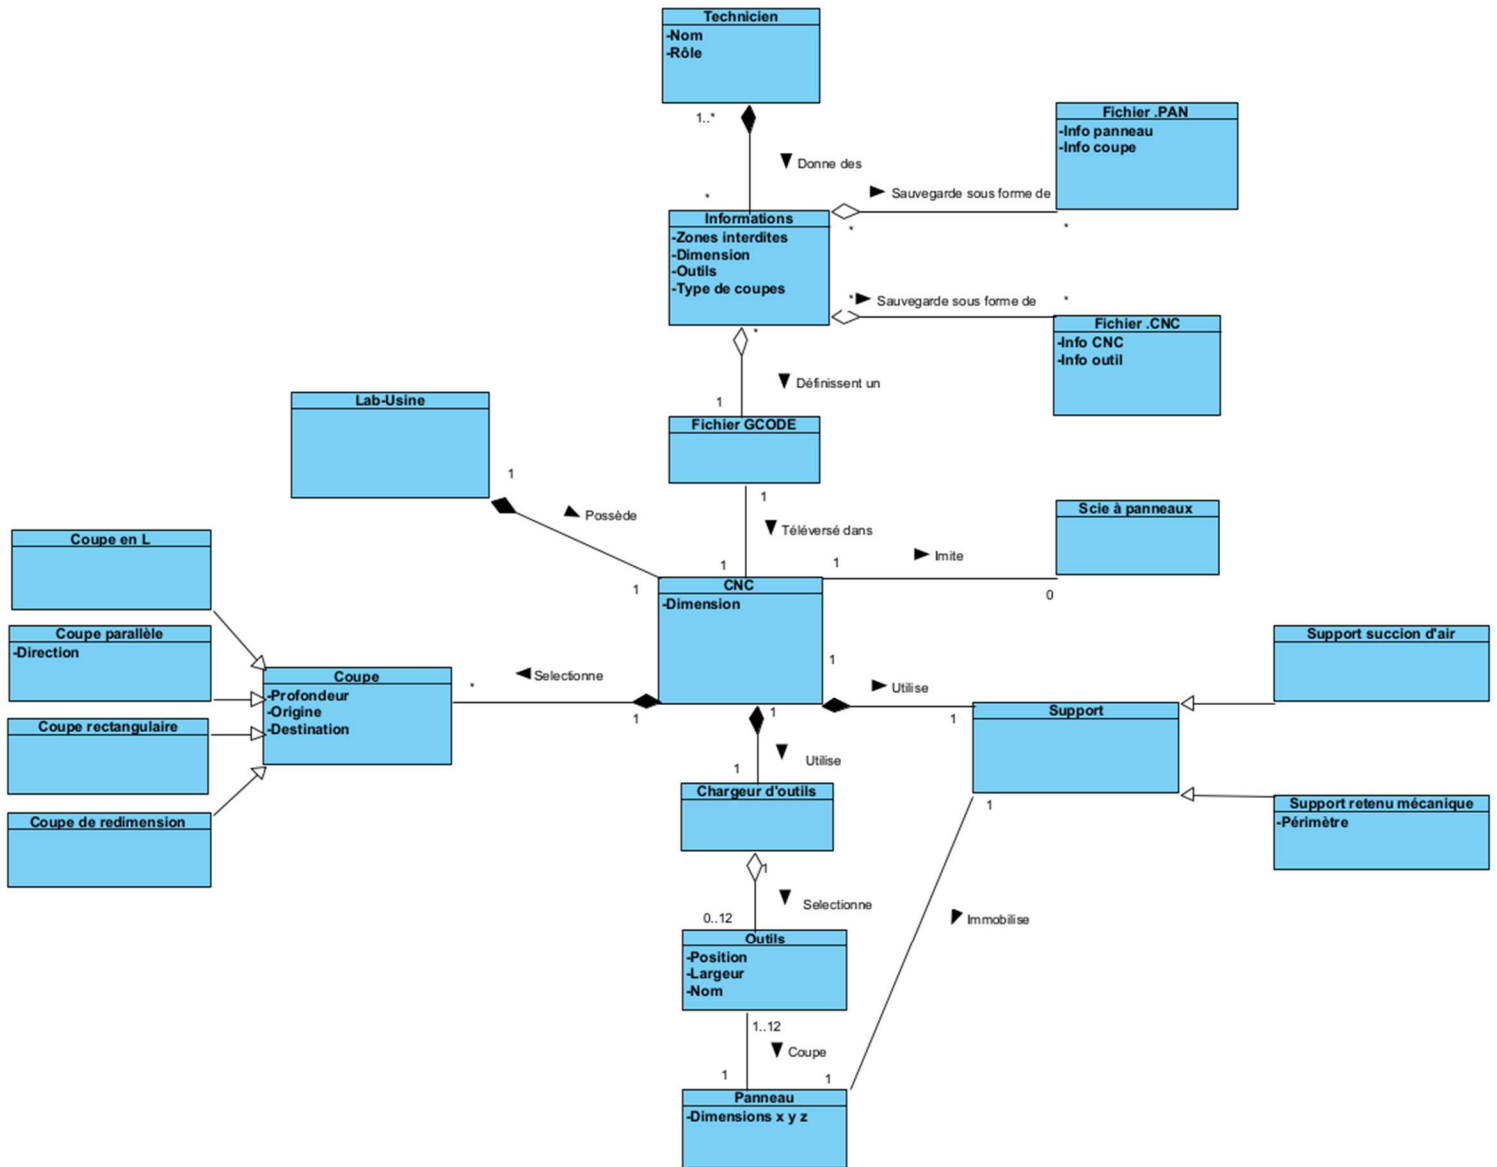 Technicien
-Nom
-Rôle
1..*
Donne des
*
Fichier .PAN
-Info panneau
-Info coupe
Sauvegarde sous forme de
*
*
Informations
-Zones interdites
-Dimension
-Outils
-Type de coupes
*
Sauvegarde sous forme de
*
Fichier .CNC
-Info CNC
-Info outil
*
Définissent un
1
Fichier GCODE
Lab-Usine
1
Possède
1
1
Téléversé dans
1
Scie à panneaux
1
Imite
0
Coupe en L
Coupe parallèle
-Direction
Coupe rectangulaire
Coupe de redimension
Coupe
-Profondeur
-Origine
-Destination
*
Selectionne
1
CNC
-Dimension
1
Utilise
1
Support
Support succion d'air
Support retenu mécanique
-Périmètre
1
Utilise
1
Chargeur d'outils
1
Selectionne
0..12
Outils
-Position
-Largeur
-Nom
1
Immobilise
1
1..12
Coupe
1
Panneau
-Dimensions x y z